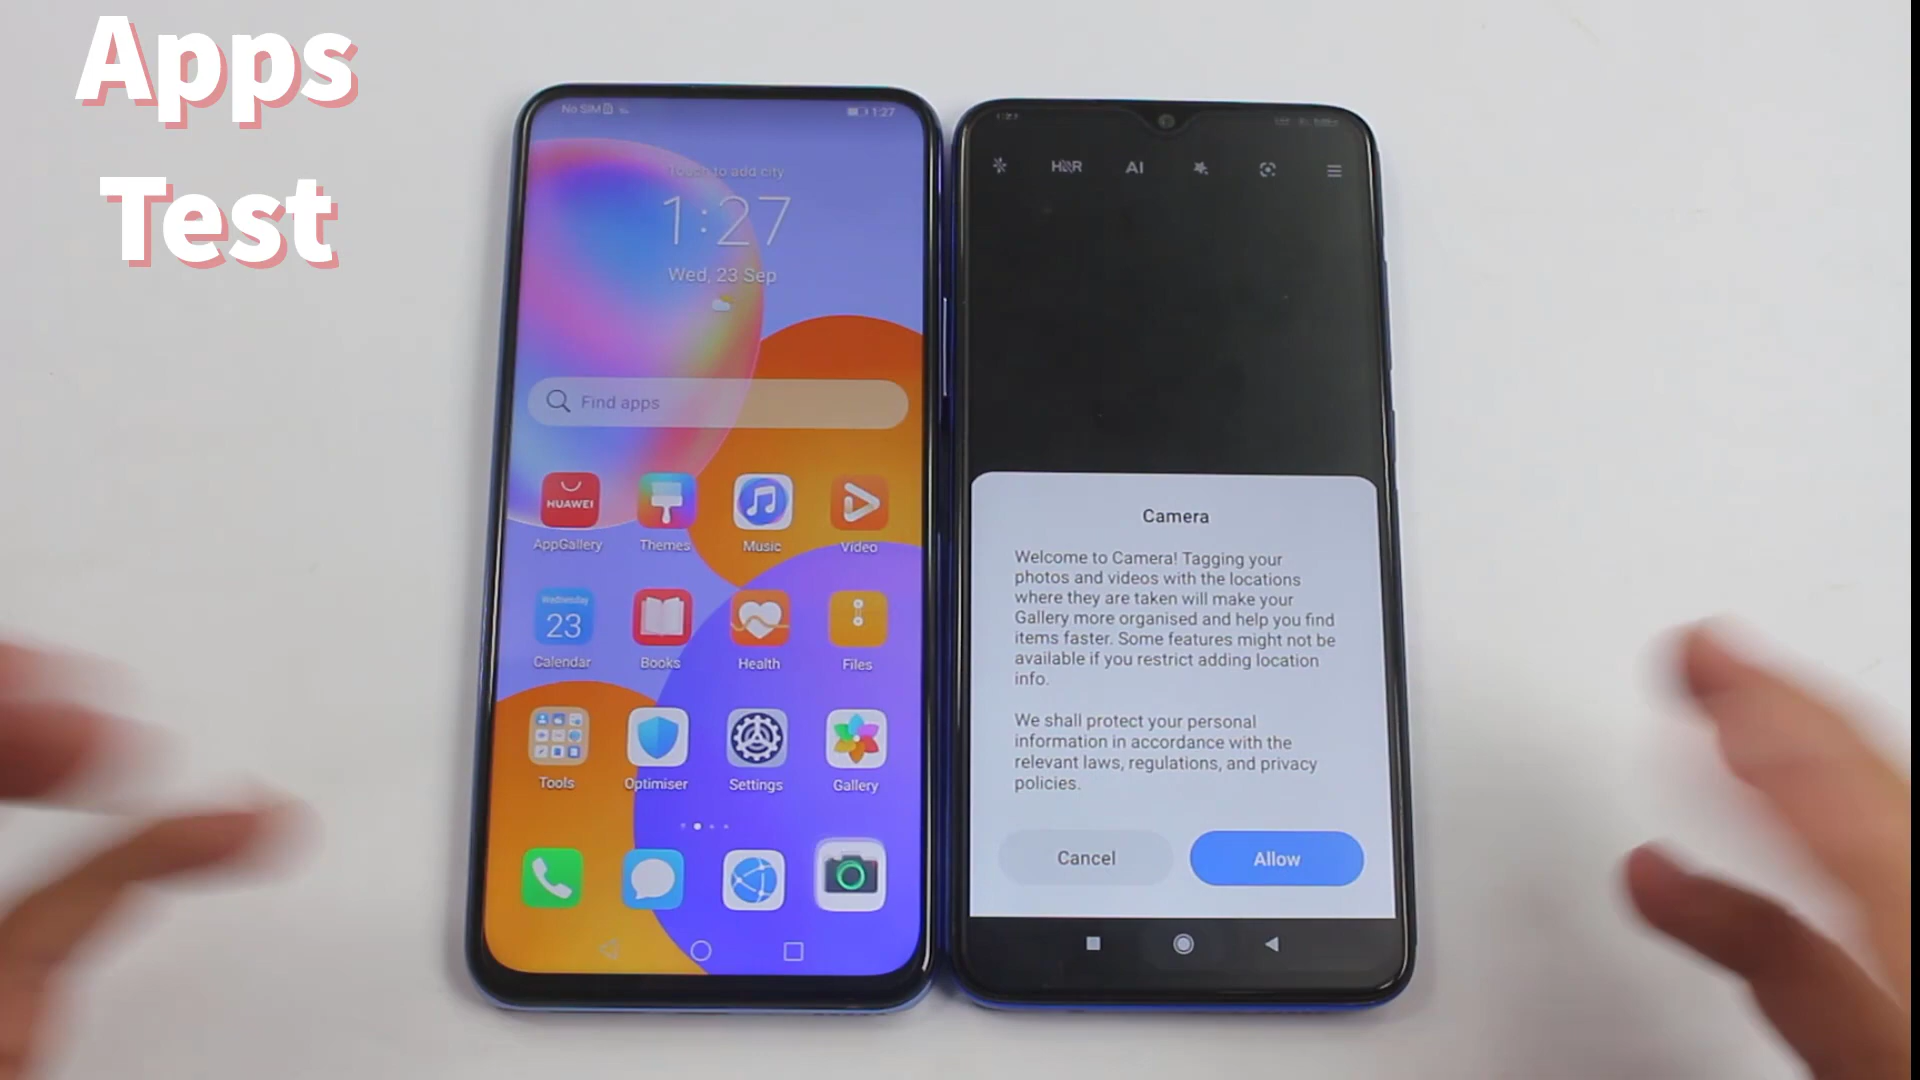 Apps
Test
No SIM
1:27
Touch to add city
1:27
Wed, 23 Sep
Find apps
HUAWEI
AppGallery
Themes
Music
Video
Wednesday
23
Calendar
Books
Health
Files
Tools
Optimiser
Settings
Gallery
1:27
HDR
AI
Camera
Welcome to Camera! Tagging your
photos and videos with the locations
where they are taken will make your
Gallery more organised and help you find
items faster. Some features might not be
available if you restrict adding location
info.
We shall protect your personal
information in accordance with the
relevant laws, regulations, and privacy
policies.
Cancel
Allow